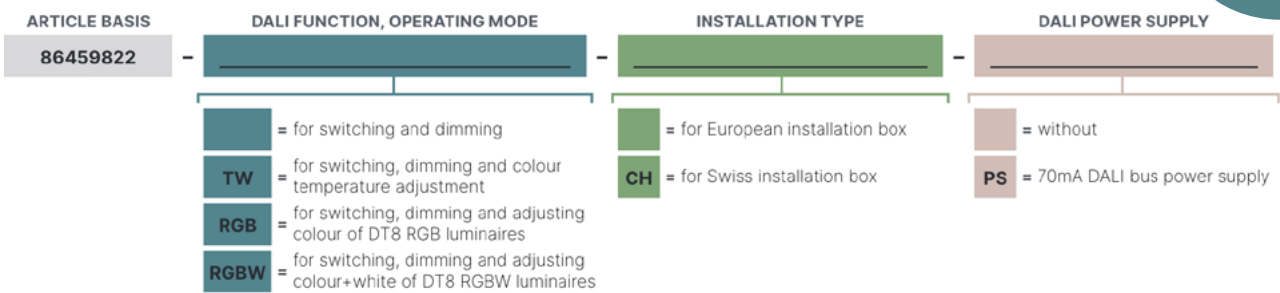 ARTICLE BASIS
DALI FUNCTION, OPERATING MODE
INSTALLATION TYPE
DALI POWER SUPPLY
86459822 - - -
= for switching and dimming
TW = for switching, dimming and colour
temperature adjustment
RGB = for switching, dimming and adjusting
colour of DT8 RGB luminaires
RGBW = for switching, dimming and adjusting
colour+white of DT8 RGBW luminaires
= for European installation box
CH = for Swiss installation box
= without
PS = 70mA DALI bus power supply